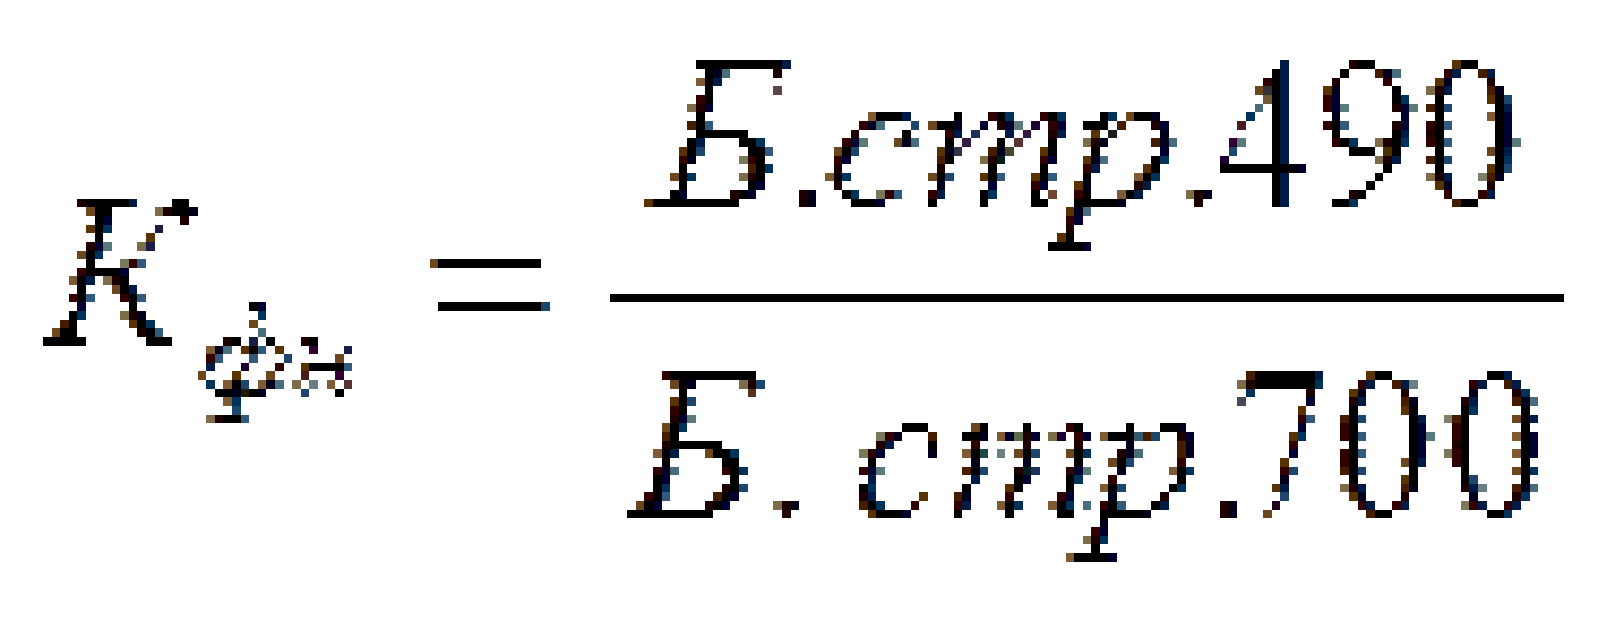 К фн = Б.стр.490
Б. стр.700